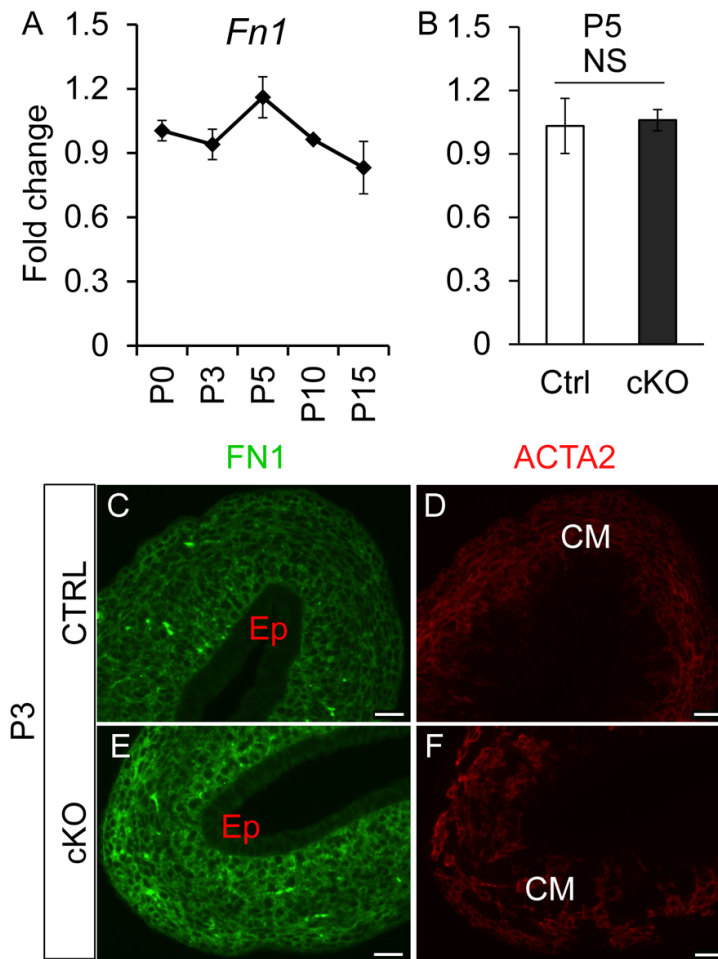 A
Fn1
Fold change
1.5
1.2
0.9
0.6
0.3
0
P0
P3
P5
P10
P15
B
P5
NS
1.5
1.2
0.9
0.6
0.3
0
Ctrl
cKO
FN1
ACTA2
P3
CTRL
C
Ep
D
CM
cKO
E
Ep
F
CM